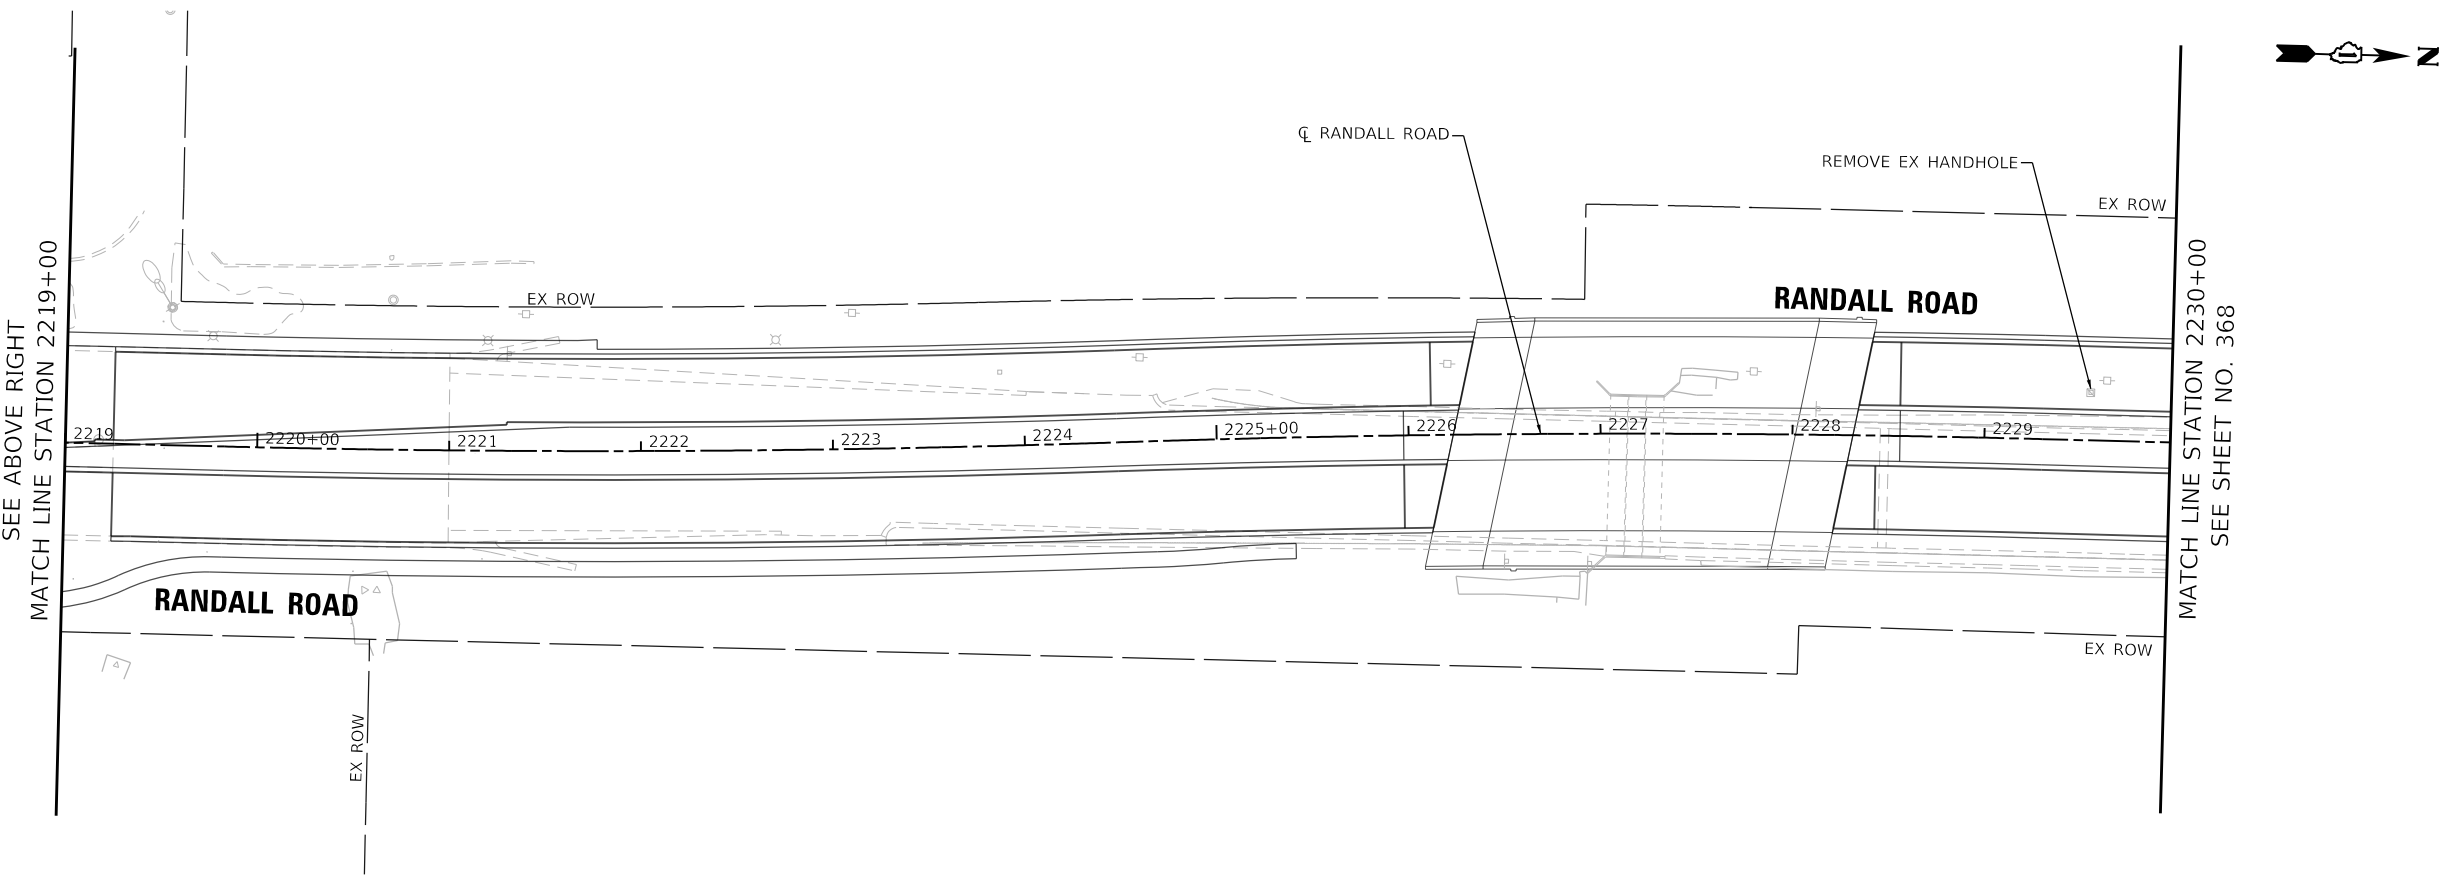 N
℄ RANDALL ROAD
REMOVE EX HANDHOLE
EX ROW
SEE ABOVE RIGHT
MATCH LINE STATION 2219+00
MATCH LINE STATION 2230+00
SEE SHEET NO. 368
EX ROW
RANDALL ROAD
2219
2220+00
2221
2222
2223
2224
2225+00
2226
2227
2228
2229
RANDALL ROAD
EX ROW
EX ROW